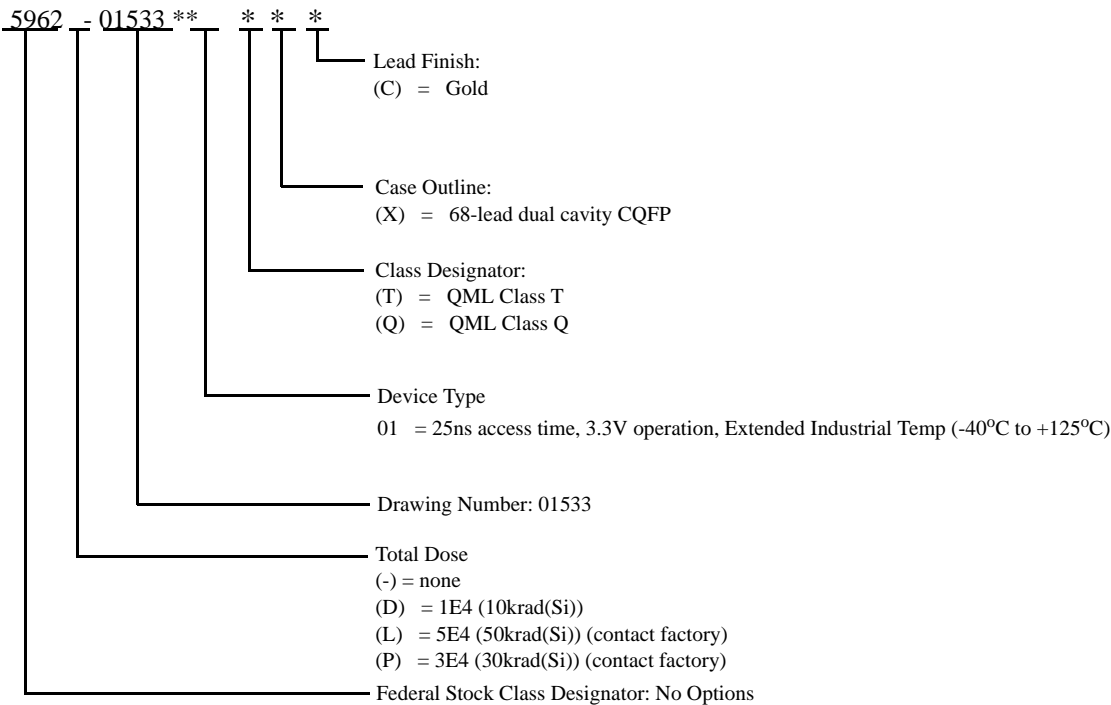 5962 - 01533 ** * * *
Lead Finish:
(C) = Gold
Case Outline:
(X) = 68-lead dual cavity CQFP
Class Designator:
(T) = QML Class T
(Q) = QML Class Q
Device Type
01 = 25ns access time, 3.3V operation, Extended Industrial Temp (-40°C to +125°C)
Drawing Number: 01533
Total Dose
(-) = none
(D) = 1E4 (10krad(Si))
(L) = 5E4 (50krad(Si)) (contact factory)
(P) = 3E4 (30krad(Si)) (contact factory)
Federal Stock Class Designator: No Options